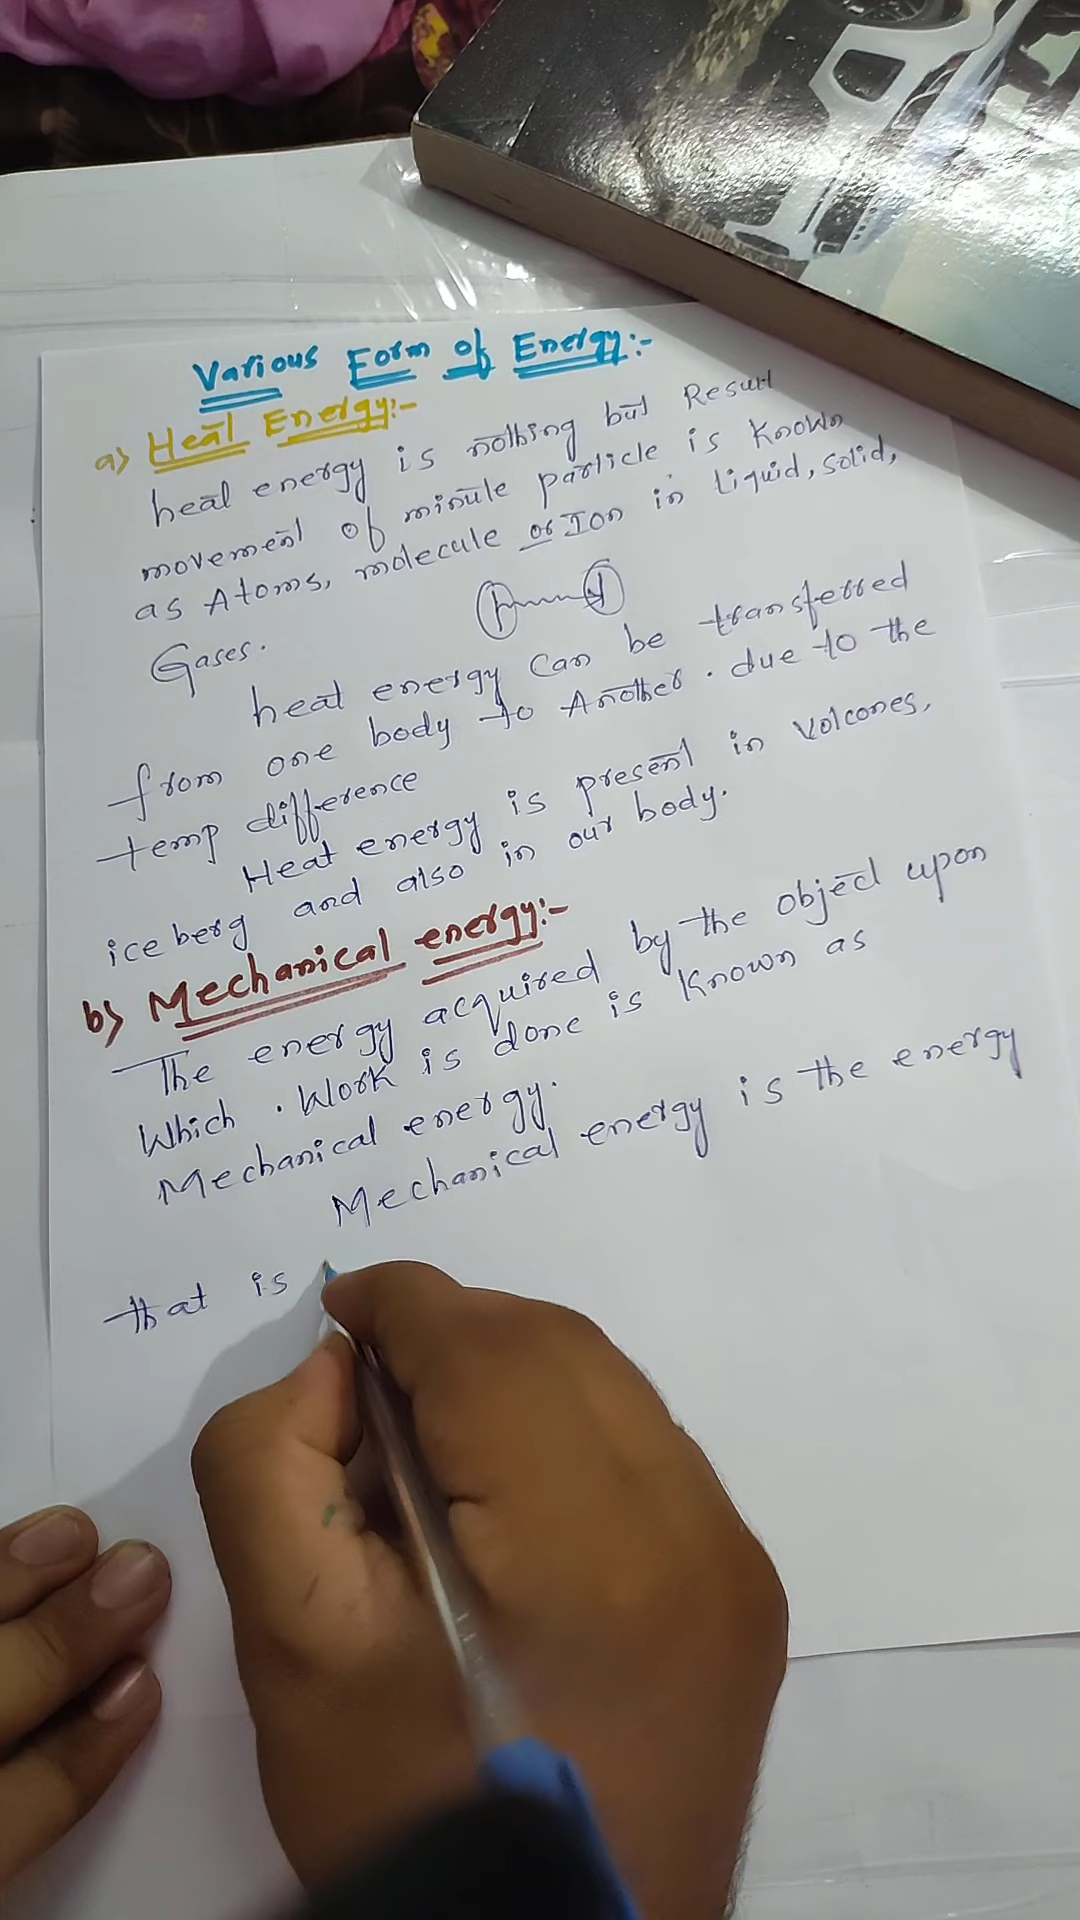 Various Form of Energy:-
a) Heat Energy:-
heat energy is nothing but Result
movement of minute particle is known
as Atoms, molecule or Ion in Liquid, Solid,
Gases.
heat energy can be transferred
from one body to Another. due to the
temp difference
Heat energy is present in volcones,
ice berg and also in our body.
b) Mechanical energy:-
The energy acquired by the object upon
Which . Work is done is known as
Mechanical energy.
Mechanical energy is the energy
that is